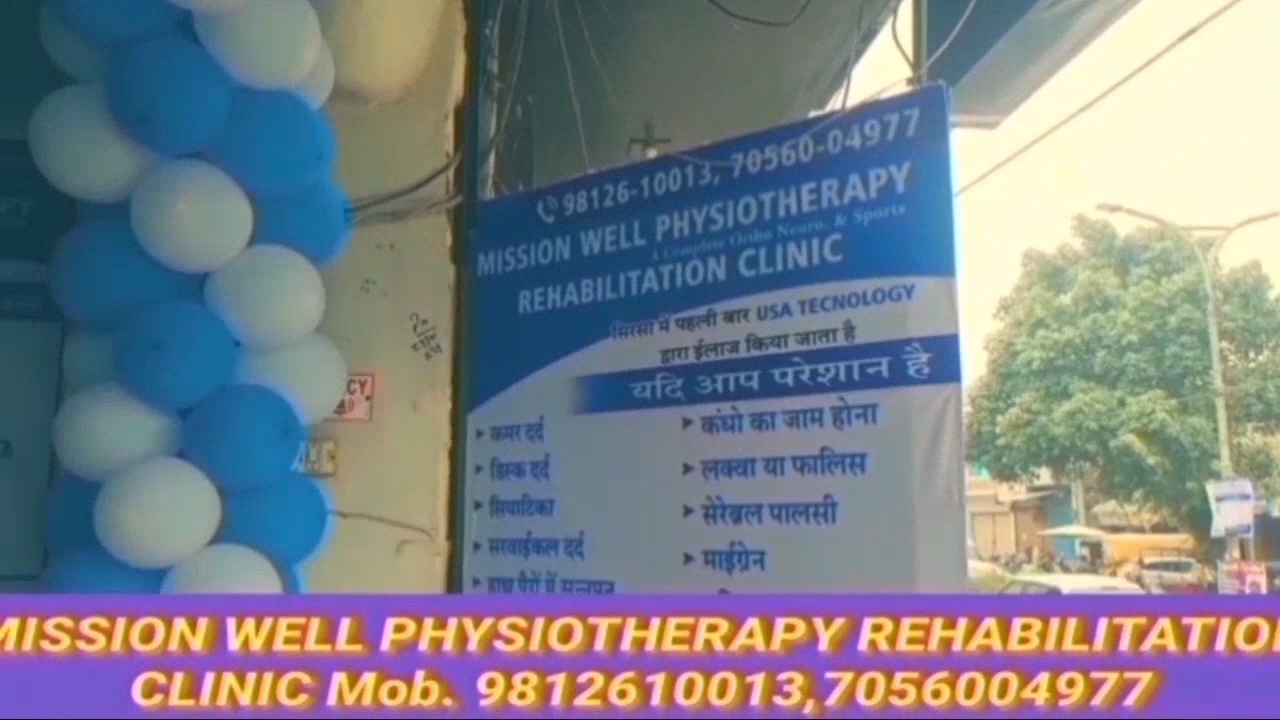 98126-10013, 70560-04977
MISSION WELL PHYSIOTHERAPY
A Complete Ortho Neuro, & Sports
REHABILITATION CLINIC
सिरसा में पहली बार USA TECNOLOGY
द्वारा ईलाज किया जाता है
यदि आप परेशान है
➤ कमर दर्द
➤ डिस्क दर्द
➤ सियाटिका
➤ सरवाईकल दर्द
➤ हाथ पैरों में सुन्नपन
➤ कंधो का जाम होना
➤ लक्वा या फालिस
➤ सेरेब्रल पालसी
➤ माईग्रेन
MISSION WELL PHYSIOTHERAPY REHABILITATION
CLINIC Mob. 9812610013,7056004977